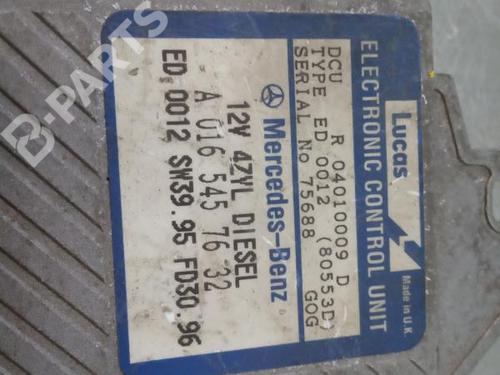 B-PARTS
Lucas
Made in U.K.
ELECTRONIC CONTROL UNIT
DCU R 04010009 D
TYPE ED 0012 (80553D)
SERIAL No 75688 GOG
Mercedes-Benz
12V 4ZYL DIESEL
A 016 545 76 32
ED 0012 SW39.95 FD30 96